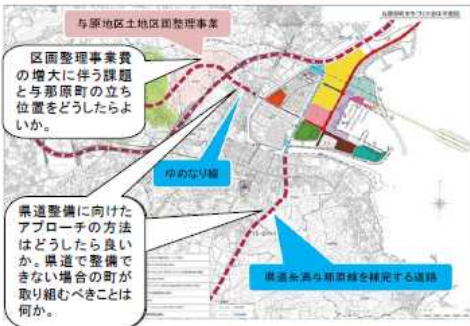 与原地区土地区画整理事業
区画整理事業費
の増大に伴う課題
と与那原町の立ち
位置をどうしたらよ
いか。
ゆめなり線
県道整備に向けた
アプローチの方法
はどうしたら良い
か。県道で整備で
きない場合の町が
取り組むべきことは
何か。
県道糸満与那原線を補完する道路